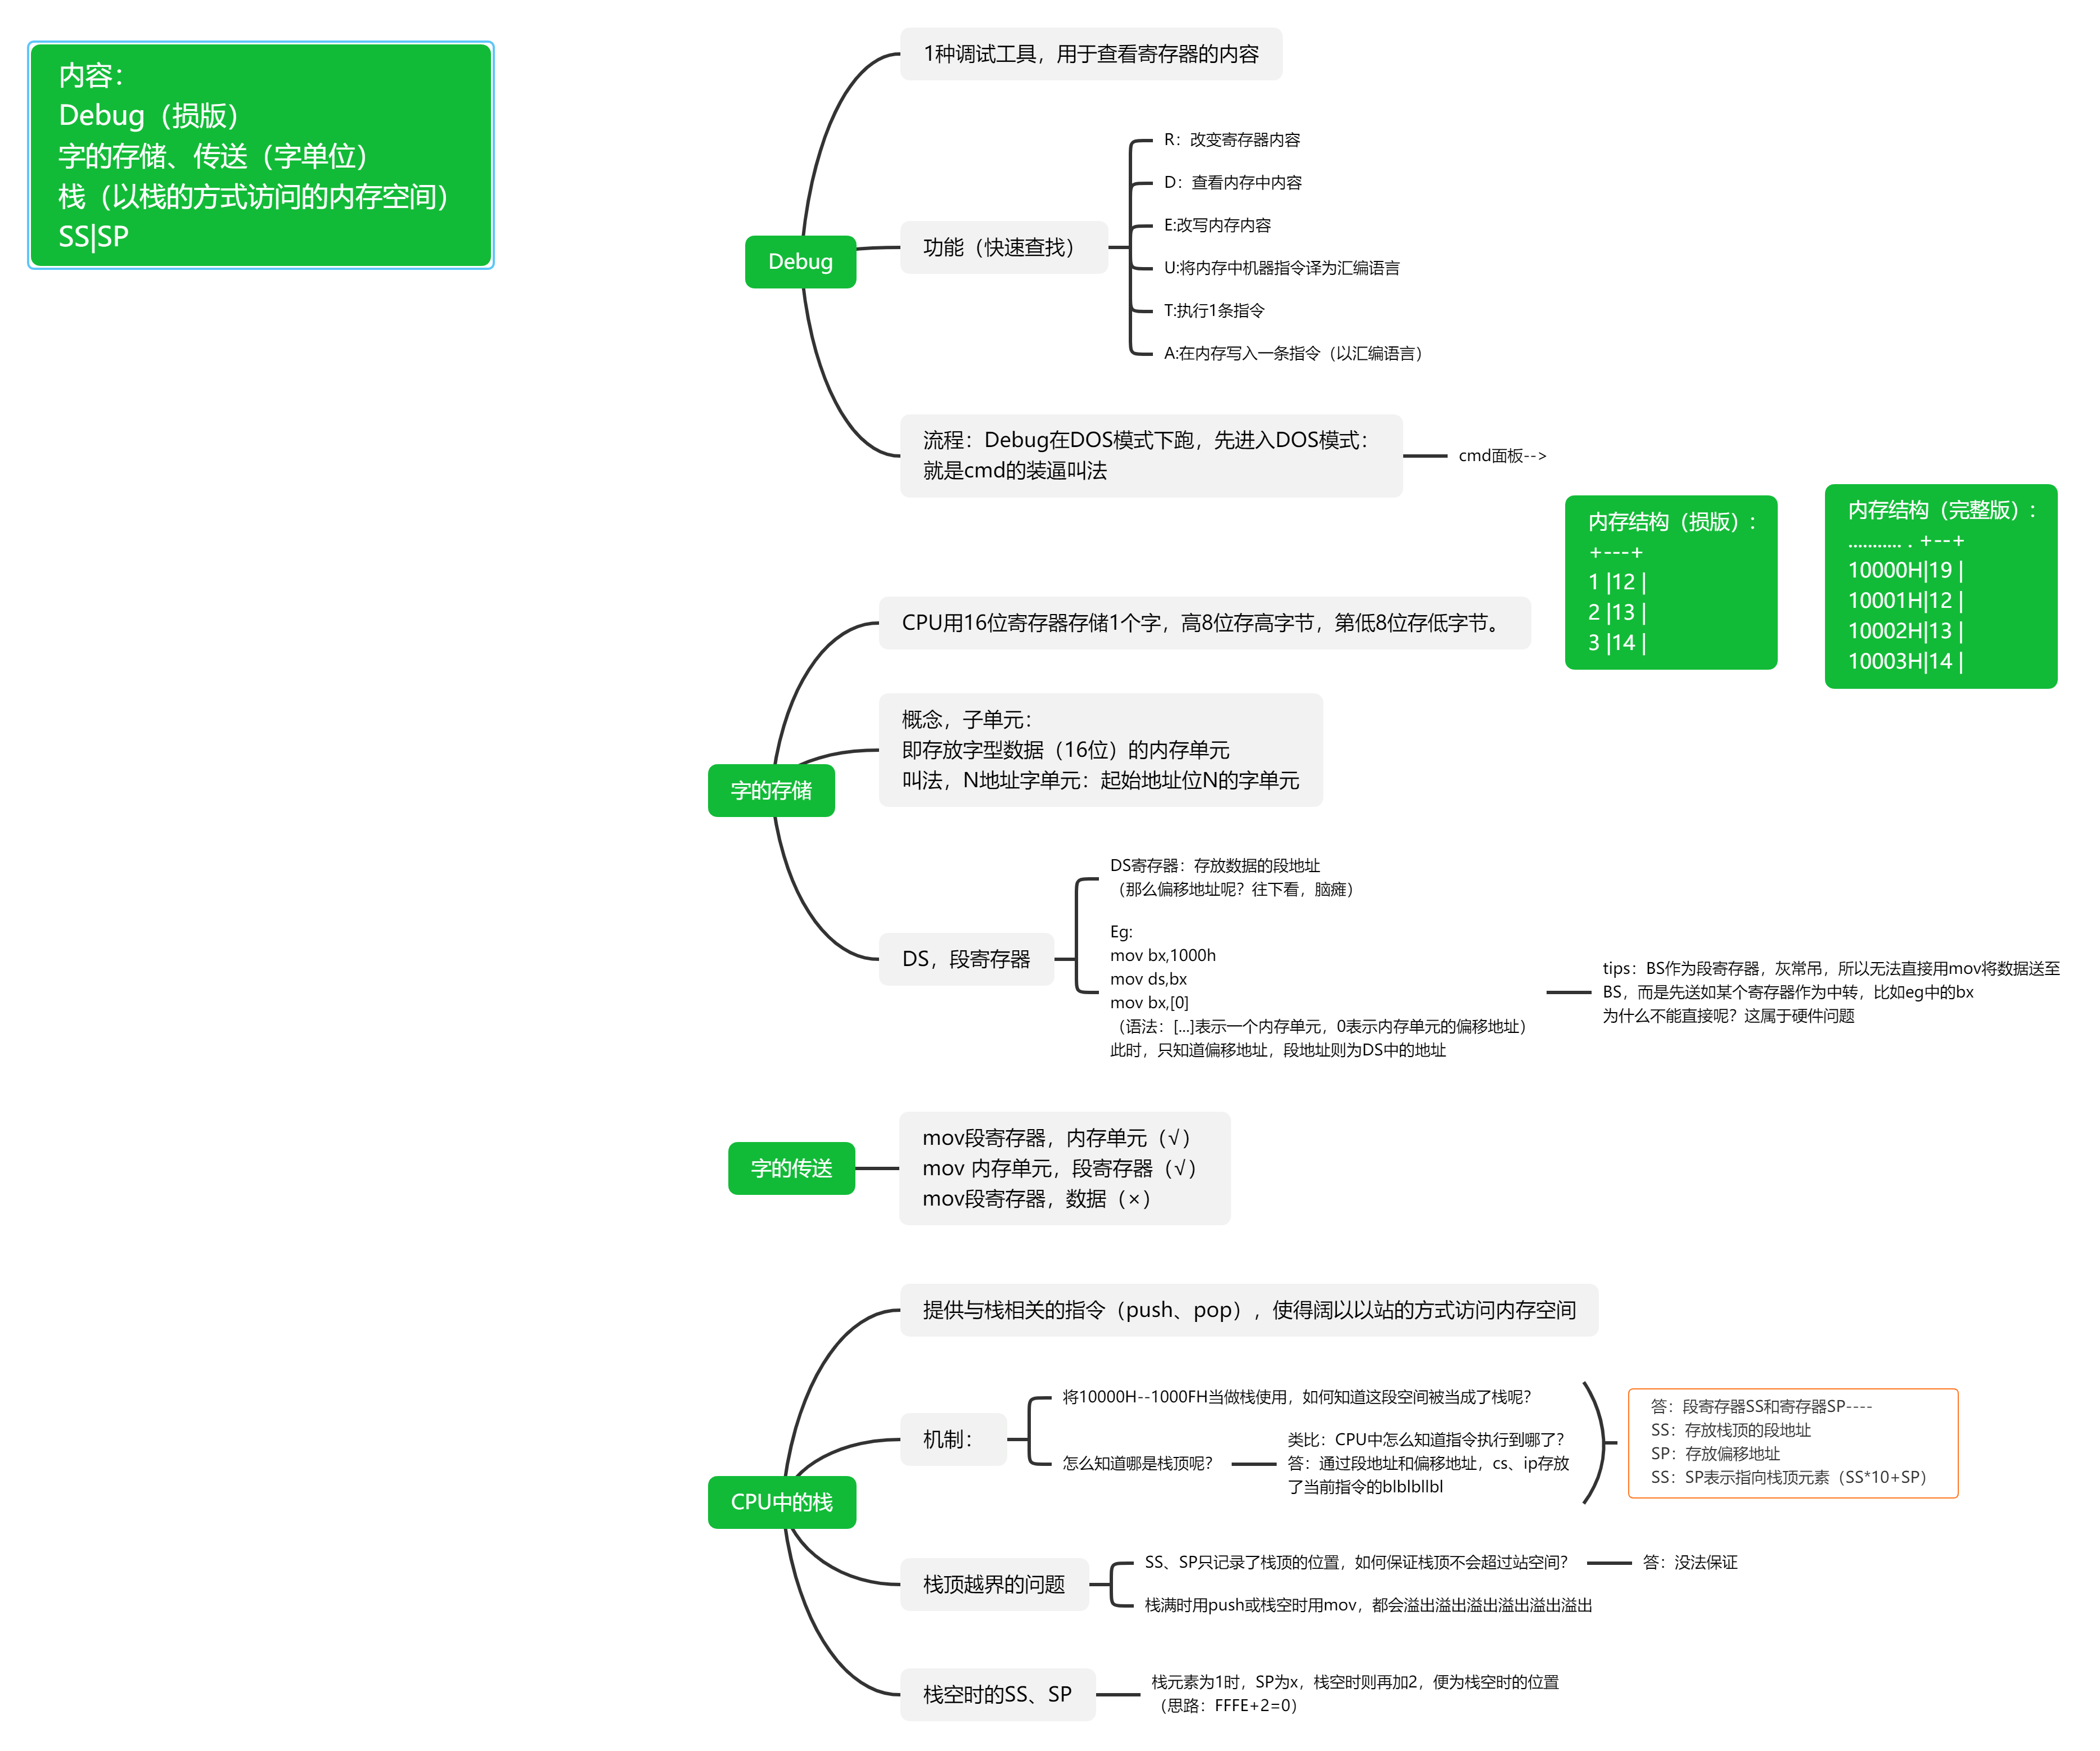 内容：
Debug（损版）
字的存储、传送（字单位）
栈（以栈的方式访问的内存空间）
SS|SP
Debug
1种调试工具，用于查看寄存器的内容
功能（快速查找）
R：改变寄存器内容
D：查看内存中内容
E:改写内存内容
U:将内存中机器指令译为汇编语言
T:执行1条指令
A:在内存写入一条指令（以汇编语言）
流程：Debug在DOS模式下跑，先进入DOS模式：
就是cmd的装逼叫法
cmd面板-->
内存结构（损版）：
+---+
1 |12 |
2 |13 |
3 |14 |
内存结构（完整版）：
........... . +--+
10000H|19 |
10001H|12 |
10002H|13 |
10003H|14 |
字的存储
CPU用16位寄存器存储1个字，高8位存高字节，第低8位存低字节。
概念，子单元：
即存放字型数据（16位）的内存单元
叫法，N地址字单元：起始地址位N的字单元
DS，段寄存器
DS寄存器：存放数据的段地址
（那么偏移地址呢？往下看，脑瘫）
Eg:
mov bx,1000h
mov ds,bx
mov bx,[0]
（语法：[...]表示一个内存单元，0表示内存单元的偏移地址）
此时，只知道偏移地址，段地址则为DS中的地址
tips：BS作为段寄存器，灰常吊，所以无法直接用mov将数据送至
BS，而是先送如某个寄存器作为中转，比如eg中的bx
为什么不能直接呢？这属于硬件问题
字的传送
mov段寄存器，内存单元（√）
mov 内存单元，段寄存器（√）
mov段寄存器，数据（×）
CPU中的栈
提供与栈相关的指令（push、pop），使得阔以以站的方式访问内存空间
机制：
将10000H--1000FH当做栈使用，如何知道这段空间被当成了栈呢？
怎么知道哪是栈顶呢？
类比：CPU中怎么知道指令执行到哪了？
答：通过段地址和偏移地址，cs、ip存放
了当前指令的blblbllbl
答：段寄存器SS和寄存器SP----
SS：存放栈顶的段地址
SP：存放偏移地址
SS：SP表示指向栈顶元素（SS*10+SP）
栈顶越界的问题
SS、SP只记录了栈顶的位置，如何保证栈顶不会超过站空间？
答：没法保证
栈满时用push或栈空时用mov，都会溢出溢出溢出溢出溢出溢出
栈空时的SS、SP
栈元素为1时，SP为x，栈空时则再加2，便为栈空时的位置
（思路：FFFE+2=0）